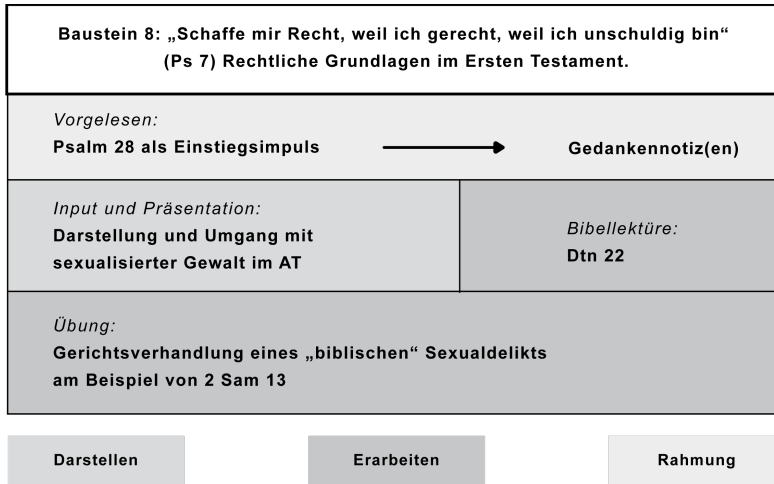 Baustein 8: „Schaffe mir Recht, weil ich gerecht, weil ich unschuldig bin“
(Ps 7) Rechtliche Grundlagen im Ersten Testament.
Vorgelesen:
Psalm 28 als Einstiegsimpuls
Gedankennotiz(en)
Input und Präsentation:
Darstellung und Umgang mit
sexualisierter Gewalt im AT
Bibellektüre:
Dtn 22
Übung:
Gerichtsverhandlung eines „biblischen“ Sexualdelikts
am Beispiel von 2 Sam 13
Darstellen
Erarbeiten
Rahmung